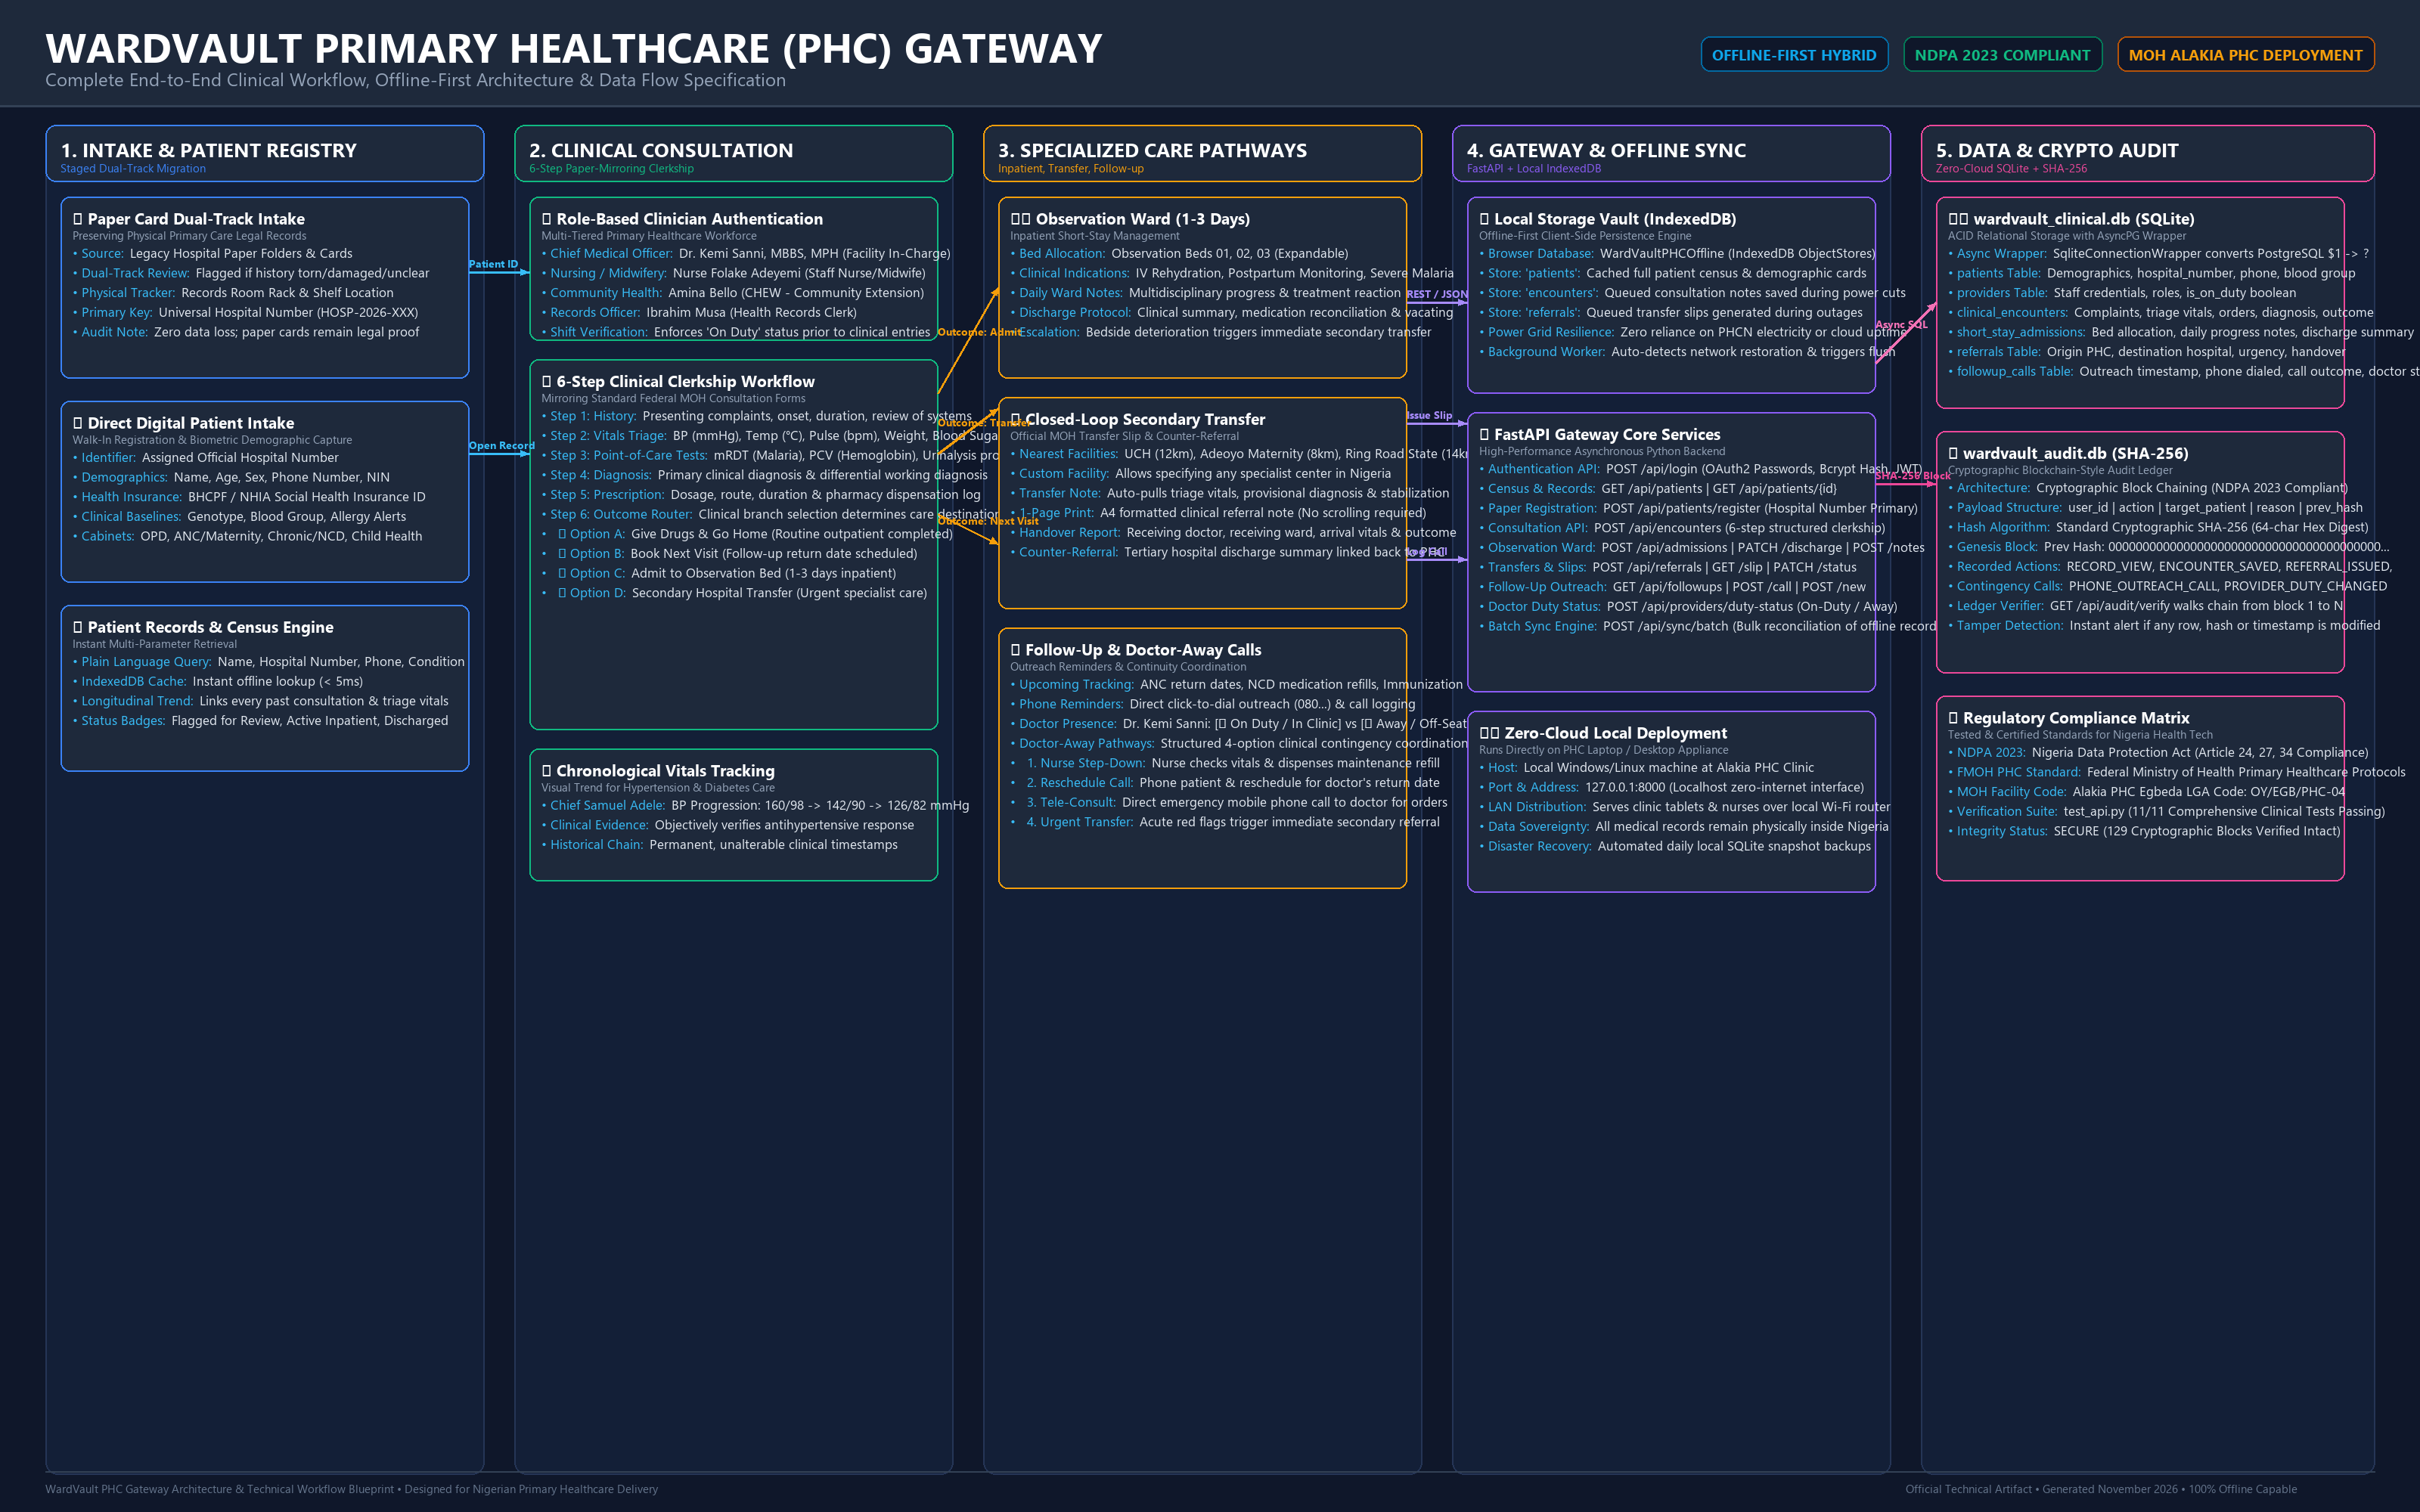 WARDVAULT PRIMARY HEALTHCARE (PHC) GATEWAY
Complete End-to-End Clinical Workflow, Offline-First Architecture & Data Flow Specification
OFFLINE-FIRST HYBRID
NDPA 2023 COMPLIANT
MOH ALAKIA PHC DEPLOYMENT
1. INTAKE & PATIENT REGISTRY
Staged Dual-Track Migration
Paper Card Dual-Track Intake
Preserving Physical Primary Care Legal Records
• Source: Legacy Hospital Paper Folders & Cards
• Dual-Track Review: Flagged if history torn/damaged/unclear
• Physical Tracker: Records Room Rack & Shelf Location
• Primary Key: Universal Hospital Number (HOSP-2026-XXX)
• Audit Note: Zero data loss; paper cards remain legal proof
Patient ID
Direct Digital Patient Intake
Walk-In Registration & Biometric Demographic Capture
• Identifier: Assigned Official Hospital Number
• Demographics: Name, Age, Sex, Phone Number, NIN
• Health Insurance: BHCPF / NHIA Social Health Insurance ID
• Clinical Baselines: Genotype, Blood Group, Allergy Alerts
• Cabinets: OPD, ANC/Maternity, Chronic/NCD, Child Health
Open Record
Patient Records & Census Engine
Instant Multi-Parameter Retrieval
• Plain Language Query: Name, Hospital Number, Phone, Condition
• IndexedDB Cache: Instant offline lookup (< 5ms)
• Longitudinal Trend: Links every past consultation & triage vitals
• Status Badges: Flagged for Review, Active Inpatient, Discharged
2. CLINICAL CONSULTATION
6-Step Paper-Mirroring Clerkship
Role-Based Clinician Authentication
Multi-Tiered Primary Healthcare Workforce
• Chief Medical Officer: Dr. Kemi Sanni, MBBS, MPH (Facility In-Charge)
• Nursing / Midwifery: Nurse Folake Adeyemi (Staff Nurse/Midwife)
• Community Health: Amina Bello (CHEW - Community Extension)
• Records Officer: Ibrahim Musa (Health Records Clerk)
• Shift Verification: Enforces 'On Duty' status prior to clinical entries
Outcome: Admit
6-Step Clinical Clerkship Workflow
Mirroring Standard Federal MOH Consultation Forms
• Step 1: History: Presenting complaints, onset, duration, review of systems
Outcome: Transfer
• Step 2: Vitals Triage: BP (mmHg), Temp (°C), Pulse (bpm), Weight, Blood Suga
• Step 3: Point-of-Care Tests: mRDT (Malaria), PCV (Hemoglobin), Urinalysis pro
• Step 4: Diagnosis: Primary clinical diagnosis & differential working diagnosis
• Step 5: Prescription: Dosage, route, duration & pharmacy dispensation log
• Step 6: Outcome Router: Clinical branch selection determines care destination
Outcome: Next Visit
• Option A: Give Drugs & Go Home (Routine outpatient completed)
• Option B: Book Next Visit (Follow-up return date scheduled)
• Option C: Admit to Observation Bed (1-3 days inpatient)
• Option D: Secondary Hospital Transfer (Urgent specialist care)
Chronological Vitals Tracking
Visual Trend for Hypertension & Diabetes Care
• Chief Samuel Adele: BP Progression: 160/98 -> 142/90 -> 126/82 mmHg
• Clinical Evidence: Objectively verifies antihypertensive response
• Historical Chain: Permanent, unalterable clinical timestamps
3. SPECIALIZED CARE PATHWAYS
Inpatient, Transfer, Follow-up
Observation Ward (1-3 Days)
Inpatient Short-Stay Management
• Bed Allocation: Observation Beds 01, 02, 03 (Expandable)
• Clinical Indications: IV Rehydration, Postpartum Monitoring, Severe Malaria
• Daily Ward Notes: Multidisciplinary progress & treatment reaction
REST / JSON
• Discharge Protocol: Clinical summary, medication reconciliation & vacating
• Escalation: Bedside deterioration triggers immediate secondary transfer
Closed-Loop Secondary Transfer
Official MOH Transfer Slip & Counter-Referral
Issue Slip
• Nearest Facilities: UCH (12km), Adeoyo Maternity (8km), Ring Road State (14k
• Custom Facility: Allows specifying any specialist center in Nigeria
• Transfer Note: Auto-pulls triage vitals, provisional diagnosis & stabilization
• 1-Page Print: A4 formatted clinical referral note (No scrolling required)
• Handover Report: Receiving doctor, receiving ward, arrival vitals & outcome
• Counter-Referral: Tertiary hospital discharge summary linked back to PHC
Follow-Up & Doctor-Away Calls
Outreach Reminders & Continuity Coordination
• Upcoming Tracking: ANC return dates, NCD medication refills, Immunization
• Phone Reminders: Direct click-to-dial outreach (080...) & call logging
• Doctor Presence: Dr. Kemi Sanni: [ On Duty / In Clinic] vs [ Away / Off-Seat
• Doctor-Away Pathways: Structured 4-option clinical contingency coordination
• 1. Nurse Step-Down: Nurse checks vitals & dispenses maintenance refill
• 2. Reschedule Call: Phone patient & reschedule for doctor's return date
• 3. Tele-Consult: Direct emergency mobile phone call to doctor for orders
• 4. Urgent Transfer: Acute red flags trigger immediate secondary referral
4. GATEWAY & OFFLINE SYNC
FastAPI + Local IndexedDB
Local Storage Vault (IndexedDB)
Offline-First Client-Side Persistence Engine
• Browser Database: WardVaultPHCOffline (IndexedDB ObjectStores)
• Store: 'patients': Cached full patient census & demographic cards
• Store: 'encounters': Queued consultation notes saved during power cuts
• Store: 'referrals': Queued transfer slips generated during outages
• Power Grid Resilience: Zero reliance on PHCN electricity or cloud uptime
• Background Worker: Auto-detects network restoration & triggers flush
Async SQL
FastAPI Gateway Core Services
High-Performance Asynchronous Python Backend
• Authentication API: POST /api/login (OAuth2 Passwords, Bcrypt Hash, JWT)
SHA-256 Block
• Census & Records: GET /api/patients | GET /api/patients/{id}
• Paper Registration: POST /api/patients/register (Hospital Number Primary)
• Consultation API: POST /api/encounters (6-step structured clerkship)
• Observation Ward: POST /api/admissions | PATCH /discharge | POST /notes
• Transfers & Slips: POST /api/referrals | GET /slip | PATCH /status
• Follow-Up Outreach: GET /api/followups | POST /call | POST /new
• Doctor Duty Status: POST /api/providers/duty-status (On-Duty / Away)
• Batch Sync Engine: POST /api/sync/batch (Bulk reconciliation of offline record
Zero-Cloud Local Deployment
Runs Directly on PHC Laptop / Desktop Appliance
• Host: Local Windows/Linux machine at Alakia PHC Clinic
• Port & Address: 127.0.0.1:8000 (Localhost zero-internet interface)
• LAN Distribution: Serves clinic tablets & nurses over local Wi-Fi router
• Data Sovereignty: All medical records remain physically inside Nigeria
• Disaster Recovery: Automated daily local SQLite snapshot backups
5. DATA & CRYPTO AUDIT
Zero-Cloud SQLite + SHA-256
wardvault_clinical.db (SQLite)
ACID Relational Storage with AsyncPG Wrapper
• Async Wrapper: SqliteConnectionWrapper converts PostgreSQL $1 -> ?
• patients Table: Demographics, hospital_number, phone, blood group
• providers Table: Staff credentials, roles, is_on_duty boolean
• clinical_encounters: Complaints, triage vitals, orders, diagnosis, outcome
• short_stay_admissions: Bed allocation, daily progress notes, discharge summary
• referrals Table: Origin PHC, destination hospital, urgency, handover
• followup_calls Table: Outreach timestamp, phone dialed, call outcome, doctor st
wardvault_audit.db (SHA-256)
Cryptographic Blockchain-Style Audit Ledger
• Architecture: Cryptographic Block Chaining (NDPA 2023 Compliant)
• Payload Structure: user_id | action | target_patient | reason | prev_hash
• Hash Algorithm: Standard Cryptographic SHA-256 (64-char Hex Digest)
• Genesis Block: Prev Hash: 0000000000000000000000000000000000000000...
• Recorded Actions: RECORD_VIEW, ENCOUNTER_SAVED, REFERRAL_ISSUED,
• Contingency Calls: PHONE_OUTREACH_CALL, PROVIDER_DUTY_CHANGED
• Ledger Verifier: GET /api/audit/verify walks chain from block 1 to N
• Tamper Detection: Instant alert if any row, hash or timestamp is modified
Regulatory Compliance Matrix
Tested & Certified Standards for Nigeria Health Tech
• NDPA 2023: Nigeria Data Protection Act (Article 24, 27, 34 Compliance)
• FMOH PHC Standard: Federal Ministry of Health Primary Healthcare Protocols
• MOH Facility Code: Alakia PHC Egbeda LGA Code: OY/EGB/PHC-04
• Verification Suite: test_api.py (11/11 Comprehensive Clinical Tests Passing)
• Integrity Status: SECURE (129 Cryptographic Blocks Verified Intact)
WardVault PHC Gateway Architecture & Technical Workflow Blueprint • Designed for Nigerian Primary Healthcare Delivery
Official Technical Artifact • Generated November 2026 • 100% Offline Capable